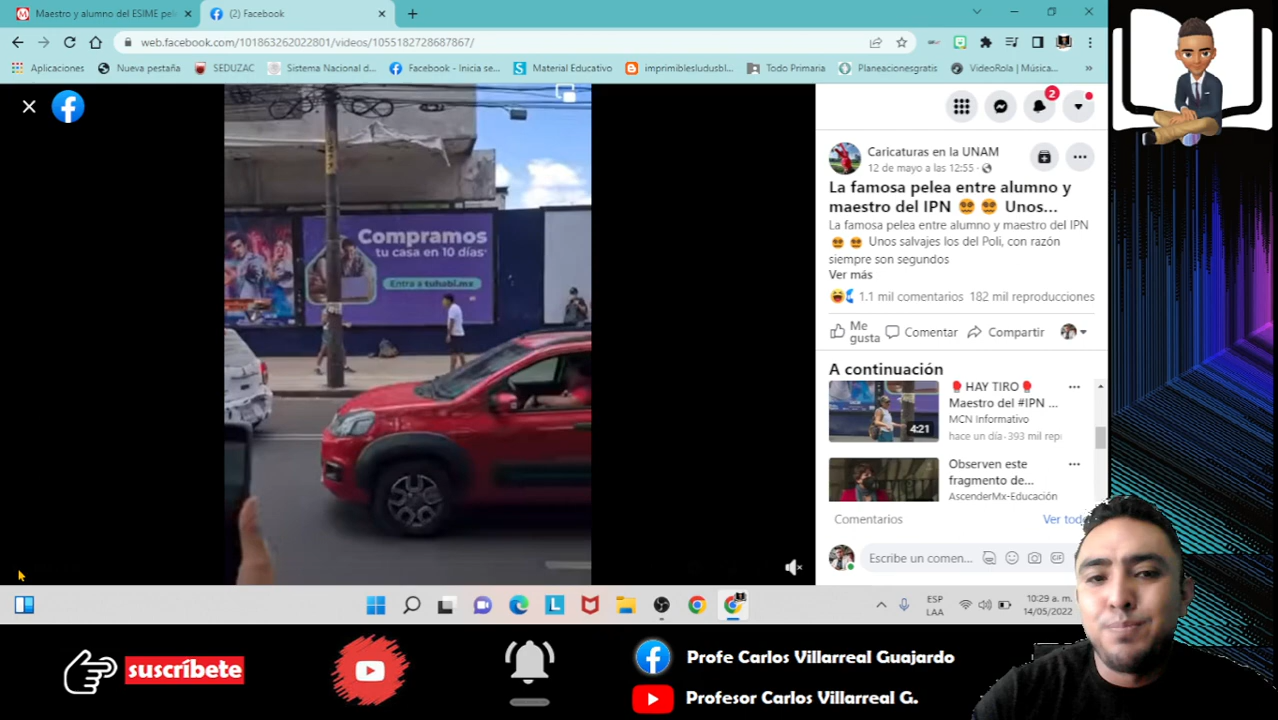 Maestro y alumno del ESIME pel
(2) Facebook
web.facebook.com/101863262022801/videos/1055182728687867/
Aplicaciones
Nueva pestaña
SEDUZAC
Sistema Nacional d...
Facebook - Inicia se...
Material Educativo
imprimiblesludusbl...
Todo Primaria
Planeacionesgratis
VideoRola | Música...
»
Compramos
tu casa en 10 días
Entra a tuhabi.mx
2
Caricaturas en la UNAM
12 de mayo a las 12:55 ·
La famosa pelea entre alumno y
maestro del IPN 😵 😵 Unos...
La famosa pelea entre alumno y maestro del IPN
😵 😵 Unos salvajes los del Poli, con razón
siempre son segundos
Ver más
1.1 mil comentarios 182 mil reproducciones
Me gusta
Comentar
Compartir
A continuación
🥊HAY TIRO🥊
Maestro del #IPN ...
MCN Informativo
hace un día · 393 mil rep
4:21
Observen este
fragmento de...
AscenderMx-Educación
Comentarios
Ver tod
Escribe un comen...
GIF
ESP
LAA
10:29 a. m.
14/05/2022
suscríbete
Profe Carlos Villarreal Guajardo
Profesor Carlos Villarreal G.